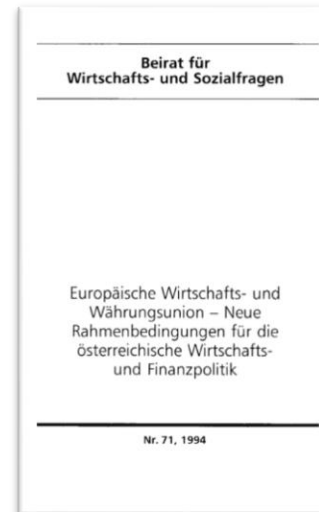 Beirat für
Wirtschafts- und Sozialfragen
Europäische Wirtschafts- und
Währungsunion – Neue
Rahmenbedingungen für die
österreichische Wirtschafts-
und Finanzpolitik
Nr. 71, 1994